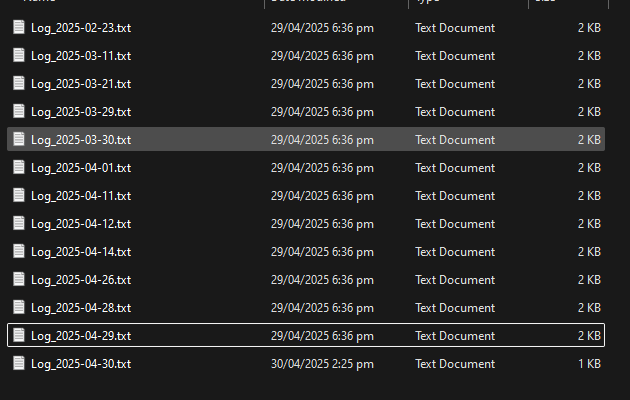 Log_2025-02-23.txt 29/04/2025 6:36 pm Text Document 2 KB
Log_2025-03-11.txt 29/04/2025 6:36 pm Text Document 2 KB
Log_2025-03-21.txt 29/04/2025 6:36 pm Text Document 2 KB
Log_2025-03-29.txt 29/04/2025 6:36 pm Text Document 2 KB
Log_2025-03-30.txt 29/04/2025 6:36 pm Text Document 2 KB
Log_2025-04-01.txt 29/04/2025 6:36 pm Text Document 2 KB
Log_2025-04-11.txt 29/04/2025 6:36 pm Text Document 2 KB
Log_2025-04-12.txt 29/04/2025 6:36 pm Text Document 2 KB
Log_2025-04-14.txt 29/04/2025 6:36 pm Text Document 2 KB
Log_2025-04-26.txt 29/04/2025 6:36 pm Text Document 2 KB
Log_2025-04-28.txt 29/04/2025 6:36 pm Text Document 2 KB
Log_2025-04-29.txt 29/04/2025 6:36 pm Text Document 2 KB
Log_2025-04-30.txt 30/04/2025 2:25 pm Text Document 1 KB